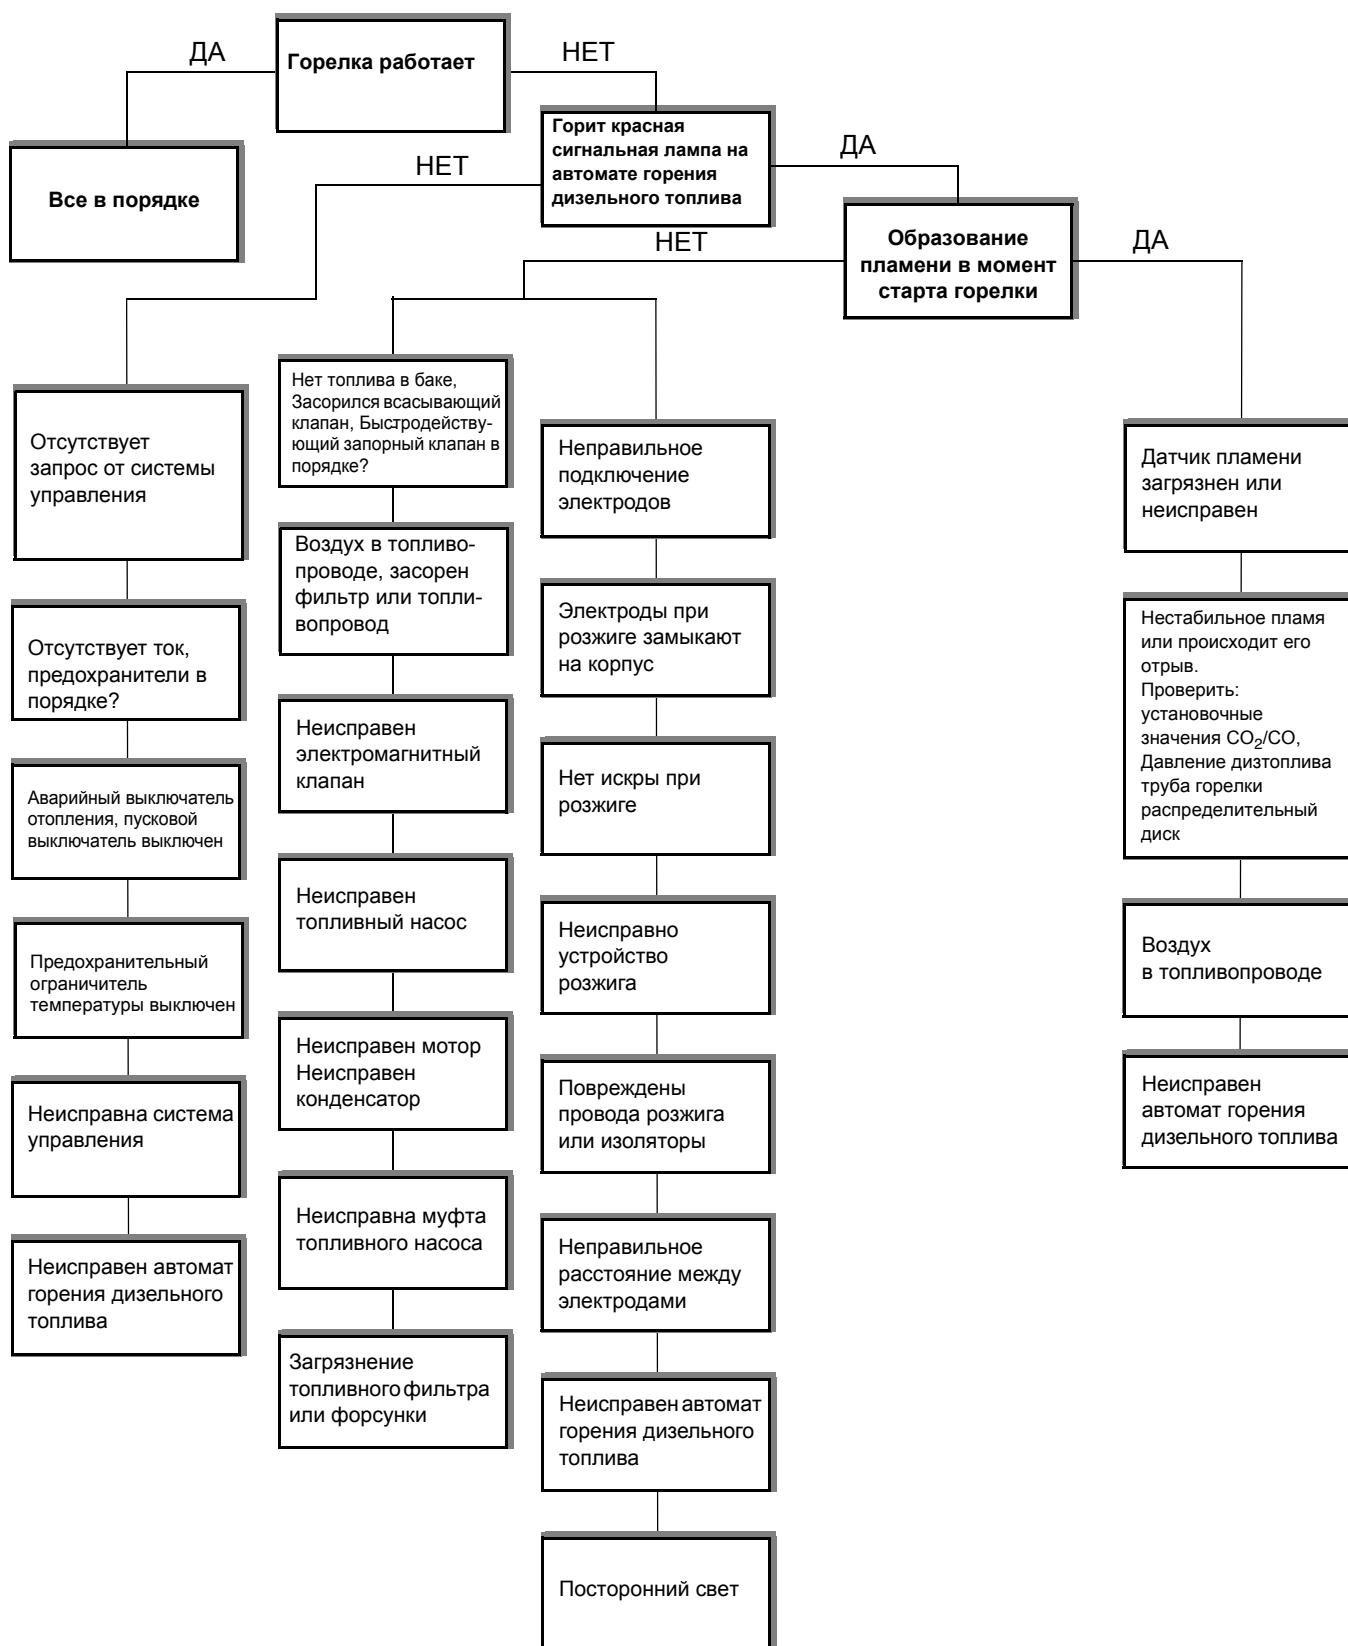 ДА
Горелка работает
НЕТ
Все в порядке
НЕТ
Горит красная
сигнальная лампа на
автомате горения
дизельного топлива
ДА
НЕТ
Образование
пламени в момент
старта горелки
ДА
Отсутствует
запрос от системы
управления
Отсутствует ток,
предохранители в
порядке?
Аварийный выключатель
отопления, пусковой
выключатель выключен
Предохранительный
ограничитель
температуры выключен
Неисправна система
управления
Неисправен автомат
горения дизельного
топлива
Нет топлива в баке,
Засорился всасывающий
клапан, Быстродейству-
ющий запорный клапан в
порядке?
Воздух в топливо-
проводе, засорен
фильтр или топли-
вопровод
Неисправен
электромагнитный
клапан
Неисправен
топливный насос
Неисправен мотор
Неисправен
конденсатор
Неисправна муфта
топливного насоса
Загрязнение
топливного фильтра
или форсунки
Неправильное
подключение
электродов
Электроды при
розжиге замыкают
на корпус
Нет искры при
розжиге
Неисправно
устройство
розжига
Повреждены
провода розжига
или изоляторы
Неправильное
расстояние между
электродами
Неисправен автомат
горения дизельного
топлива
Посторонний свет
Датчик пламени
загрязнен или
неисправен
Нестабильное пламя
или происходит его
отрыв.
Проверить:
установочные
значения CO₂/CO,
Давление дизтоплива
труба горелки
распределительный
диск
Воздух
в топливопроводе
Неисправен
автомат горения
дизельного топлива